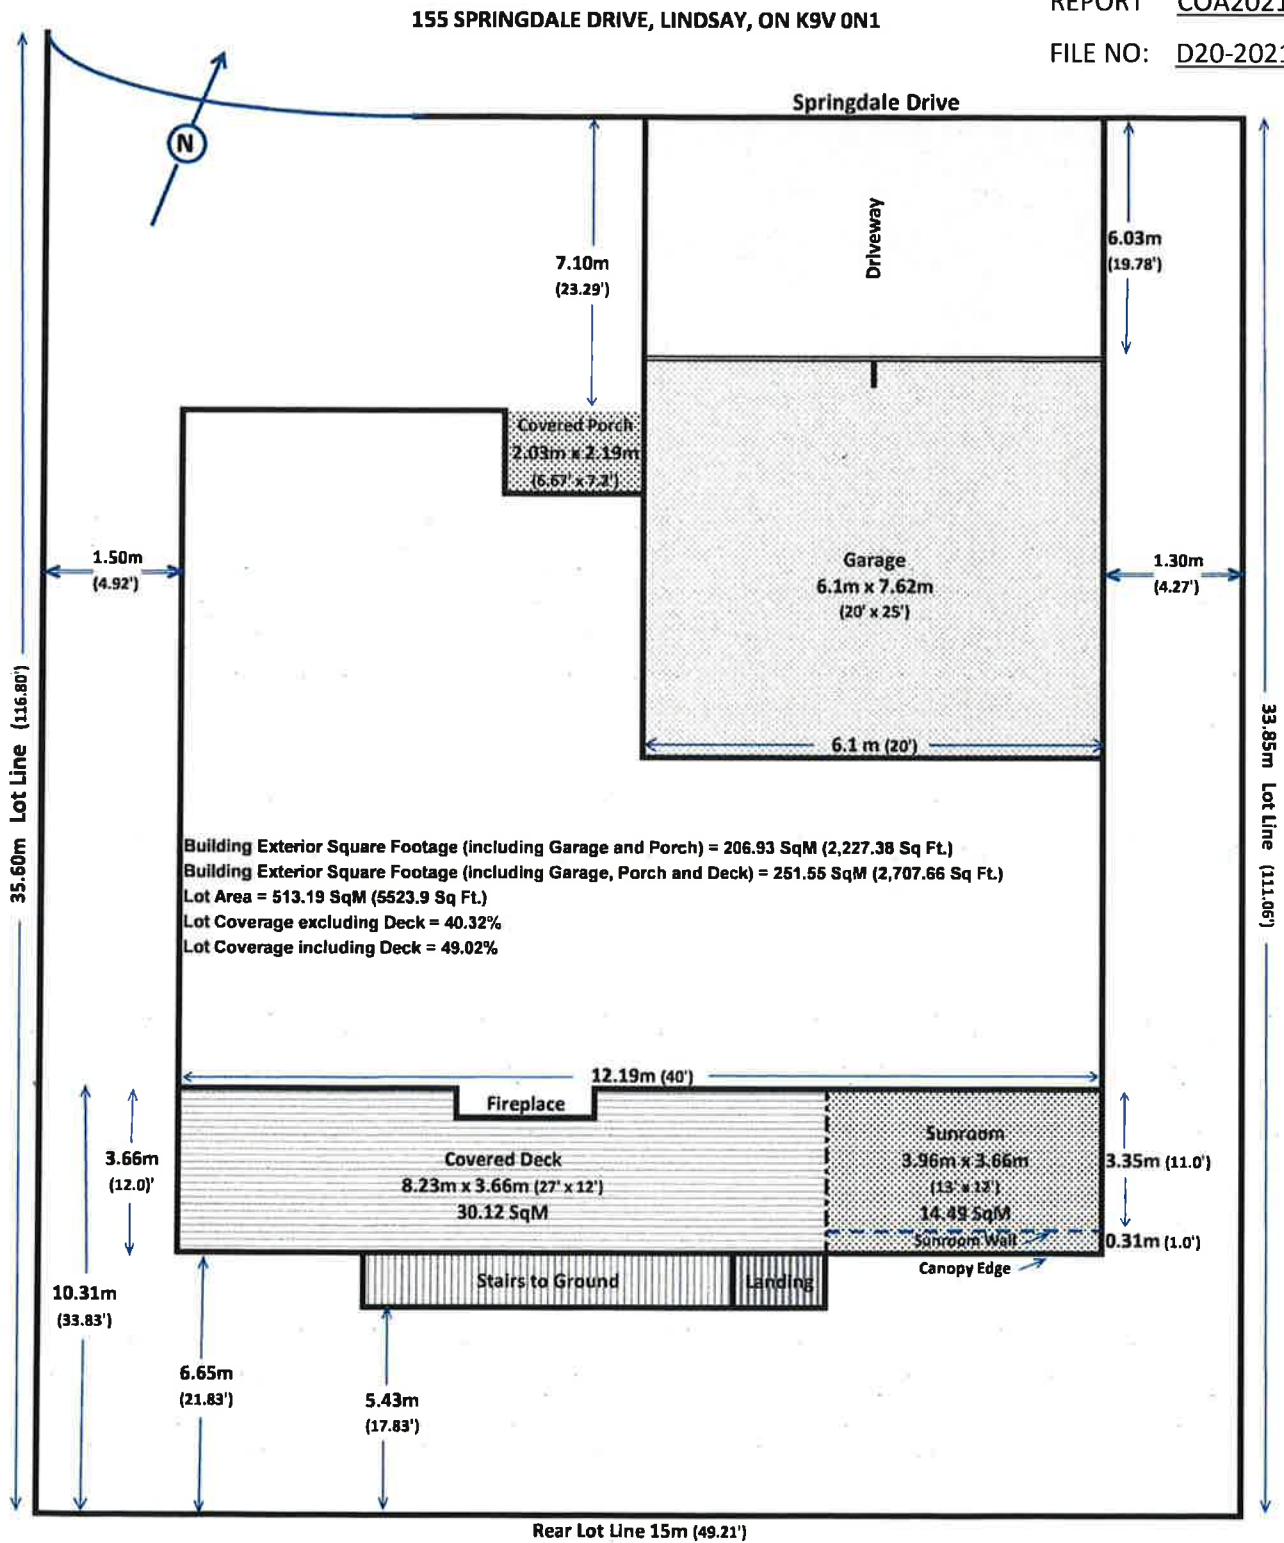 155 SPRINGDALE DRIVE, LINDSAY, ON K9V 0N1
REPORT COA2021
FILE NO: D20-2021
Springdale Drive
N
Driveway
7.10m
(23.29')
6.03m
(19.78')
Covered Porch
2.03m x 2.19m
(6.67' x 7.2')
1.50m
(4.92')
Garage
6.1m x 7.62m
(20' x 25')
1.30m
(4.27')
35.60m Lot Line (116.80')
33.85m Lot Line (111.06')
6.1 m (20')
Building Exterior Square Footage (including Garage and Porch) = 206.93 SqM (2,227.38 Sq Ft.)
Building Exterior Square Footage (including Garage, Porch and Deck) = 251.55 SqM (2,707.66 Sq Ft.)
Lot Area = 513.19 SqM (5523.9 Sq Ft.)
Lot Coverage excluding Deck = 40.32%
Lot Coverage including Deck = 49.02%
12.19m (40')
Fireplace
3.66m
(12.0)'
Covered Deck
8.23m x 3.66m (27' x 12')
30.12 SqM
Sunroom
3.96m x 3.66m
(13' x 12')
14.49 SqM
3.35m (11.0')
Sunroom Wall
0.31m (1.0')
Canopy Edge
Stairs to Ground
Landing
10.31m
(33.83')
6.65m
(21.83')
5.43m
(17.83')
Rear Lot Line 15m (49.21')